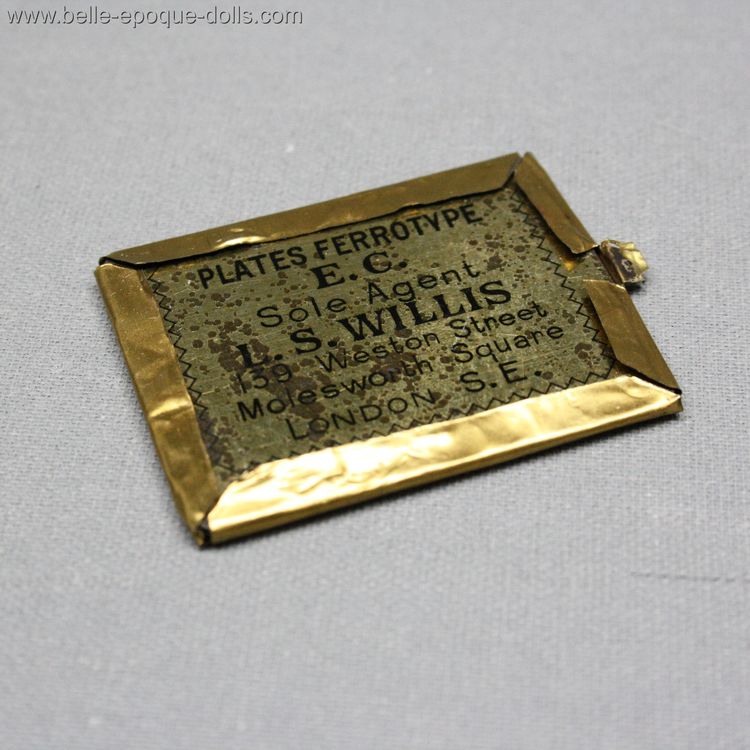 www.belle-epoque-dolls.com
PLATES FERROTYPE
E.C.
Sole Agent
L.S.WILLIS
139 Weston Street
Molesworth Square
LONDON S.E.